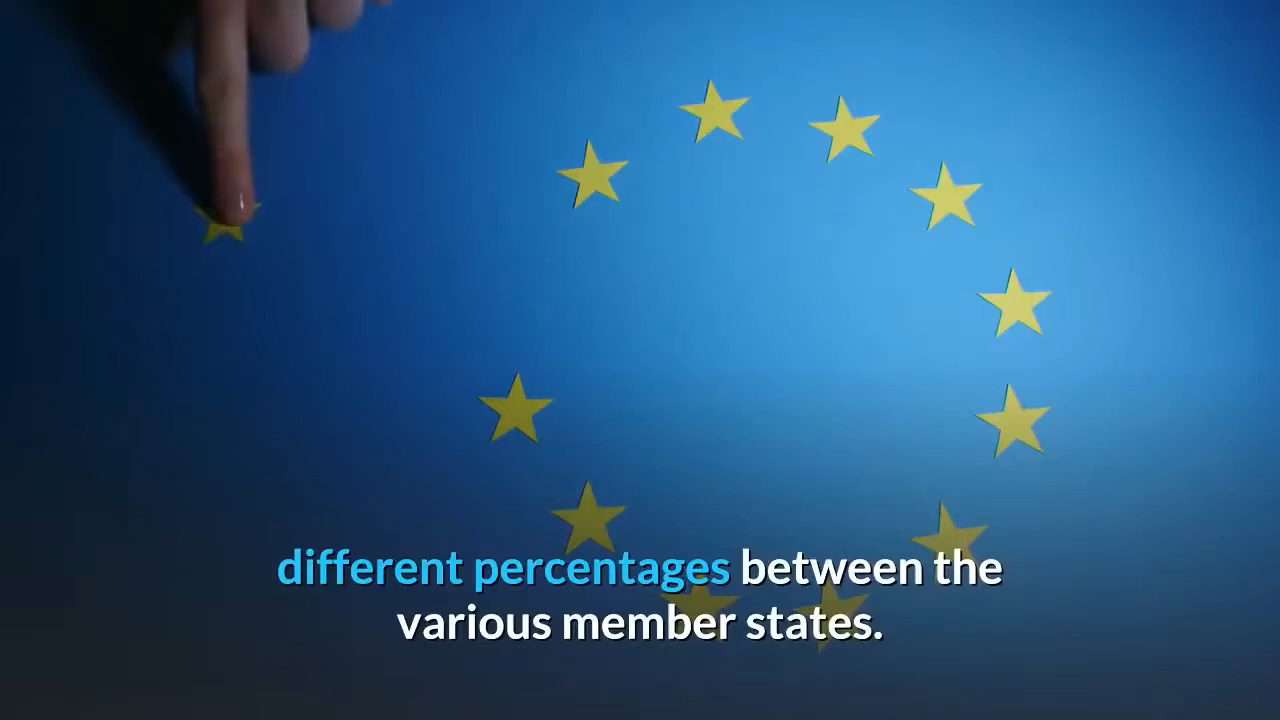 different percentages between the
various member states.